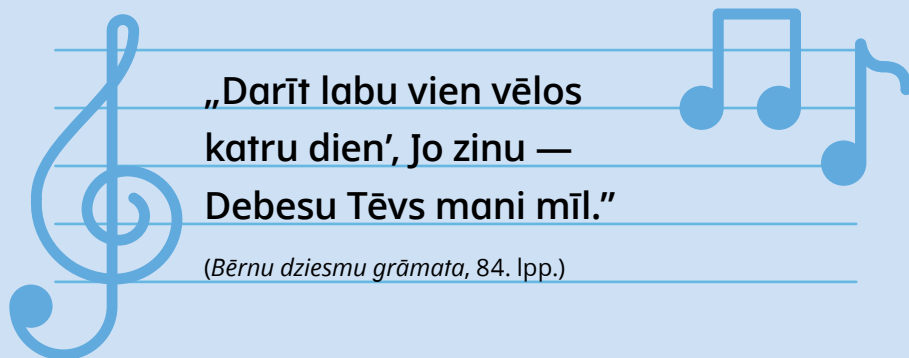 „Darīt labu vien vēlos
katru dien’, Jo zinu —
Debesu Tēvs mani mīl.”
(Bērnu dziesmu grāmata, 84. lpp.)